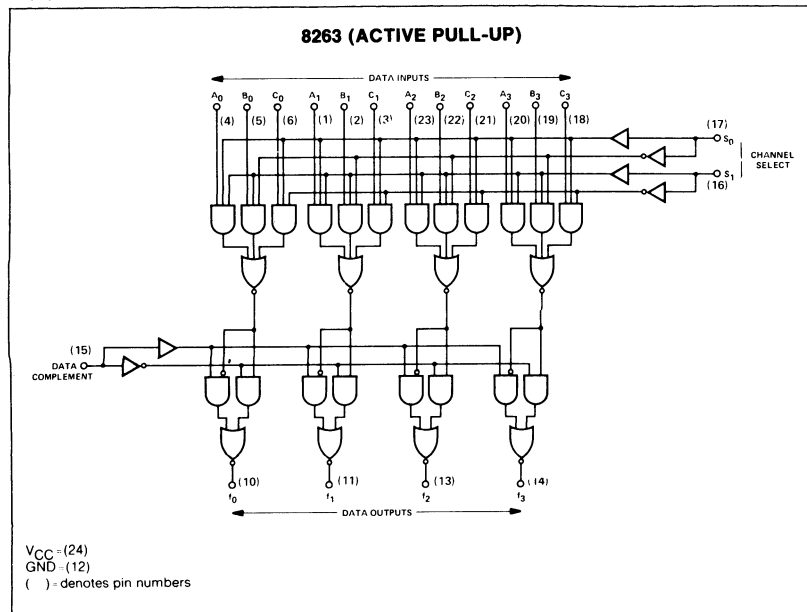 8263 (ACTIVE PULL-UP)
DATA INPUTS
A0 B0 C0 A1 B1 C1 A2 B2 C2 A3 B3 C3
(4) (5) (6) (1) (2) (3) (23) (22) (21) (20) (19) (18)
(17)
S0
CHANNEL
SELECT
S1
(16)
(15)
DATA
COMPLEMENT
(10) (11) (13) (14)
f0 f1 f2 f3
DATA OUTPUTS
VCC = (24)
GND = (12)
( ) = denotes pin numbers